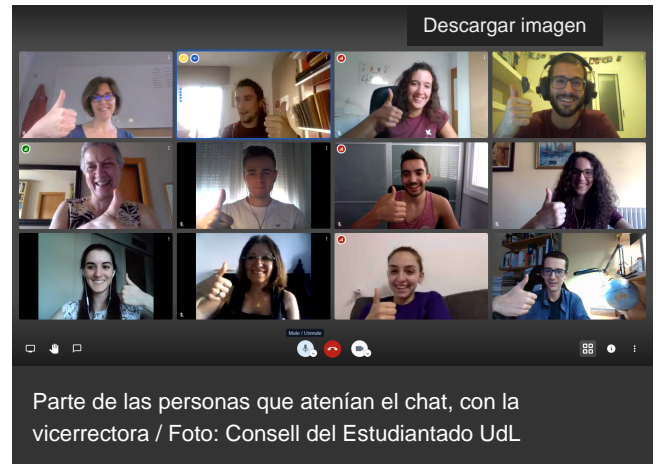 Descargar imagen
Mute / Unmute
Parte de las personas que atenían el chat, con la
vicerrectora / Foto: Consell del Estudiantado UdL